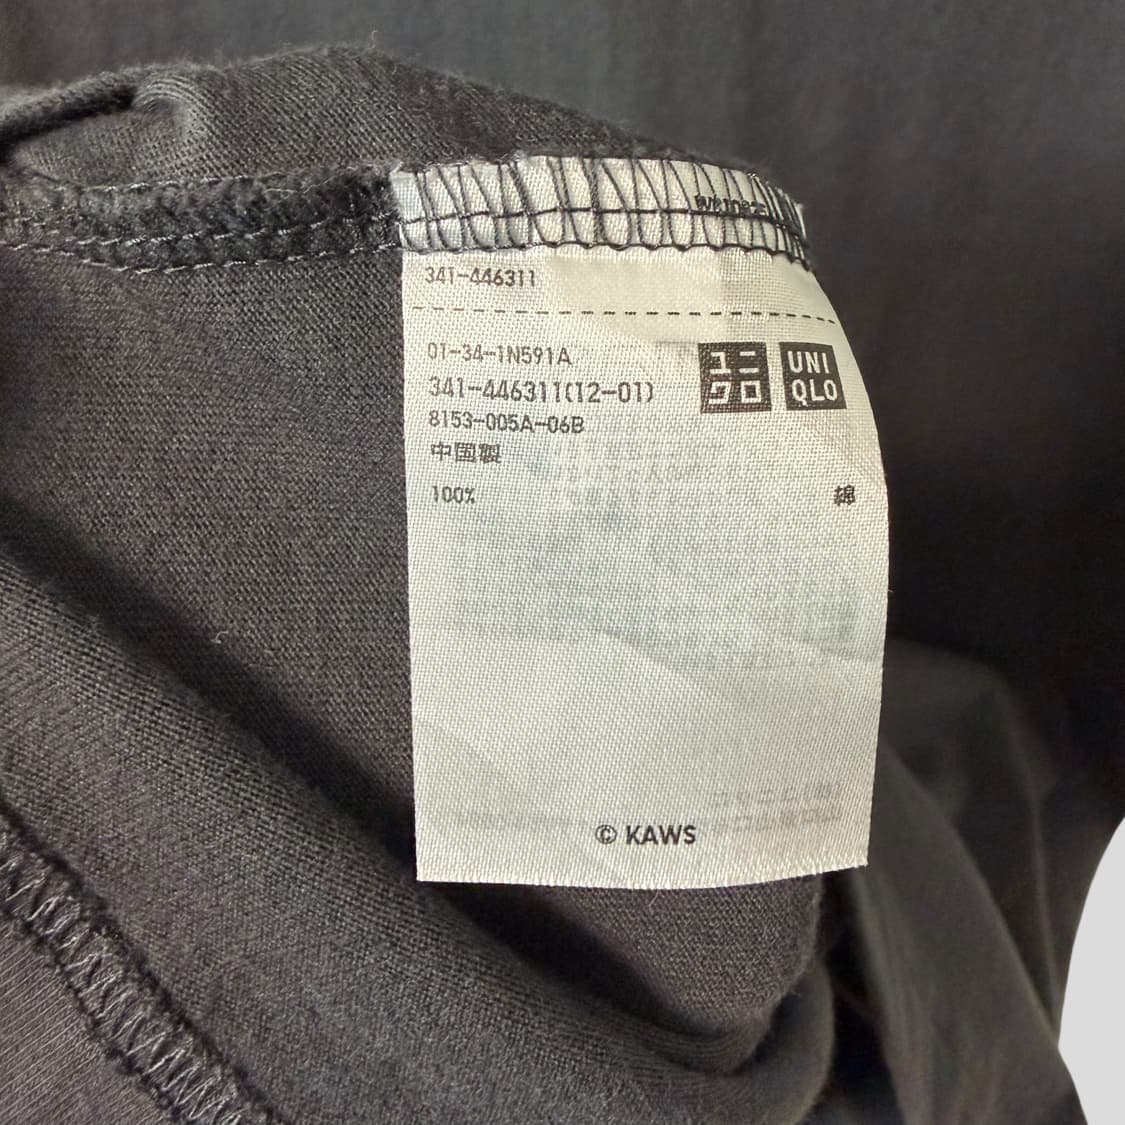 341-446311
01-34-1N591A
341-446311(12-01)
8153-005A-06B
中国製
100% 綿
ユニ
クロ
UNI
QLO
© KAWS